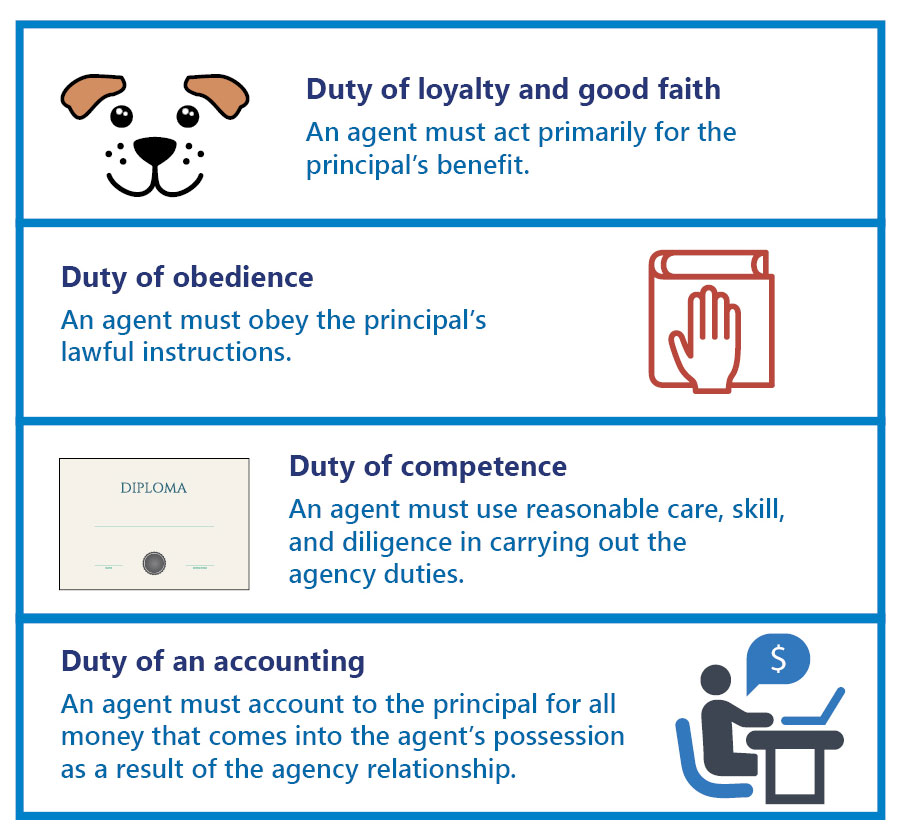 Duty of loyalty and good faith
An agent must act primarily for the
principal’s benefit.
Duty of obedience
An agent must obey the principal’s
lawful instructions.
DIPLOMA
Duty of competence
An agent must use reasonable care, skill,
and diligence in carrying out the
agency duties.
Duty of an accounting
An agent must account to the principal for all
money that comes into the agent’s possession
as a result of the agency relationship.
$